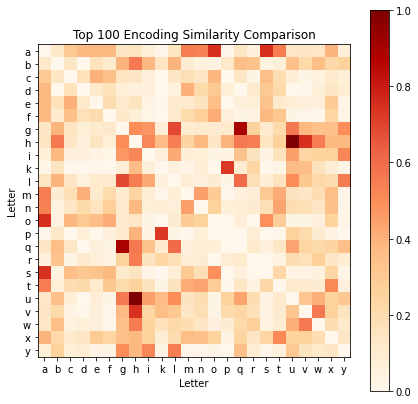 Top 100 Encoding Similarity Comparison
1.0
0.8
0.6
0.4
0.2
0.0
Letter
a
b
c
d
e
f
g
h
i
k
l
m
n
o
p
q
r
s
t
u
v
w
x
y
a b c d e f g h i k l m n o p q r s t u v w x y
Letter